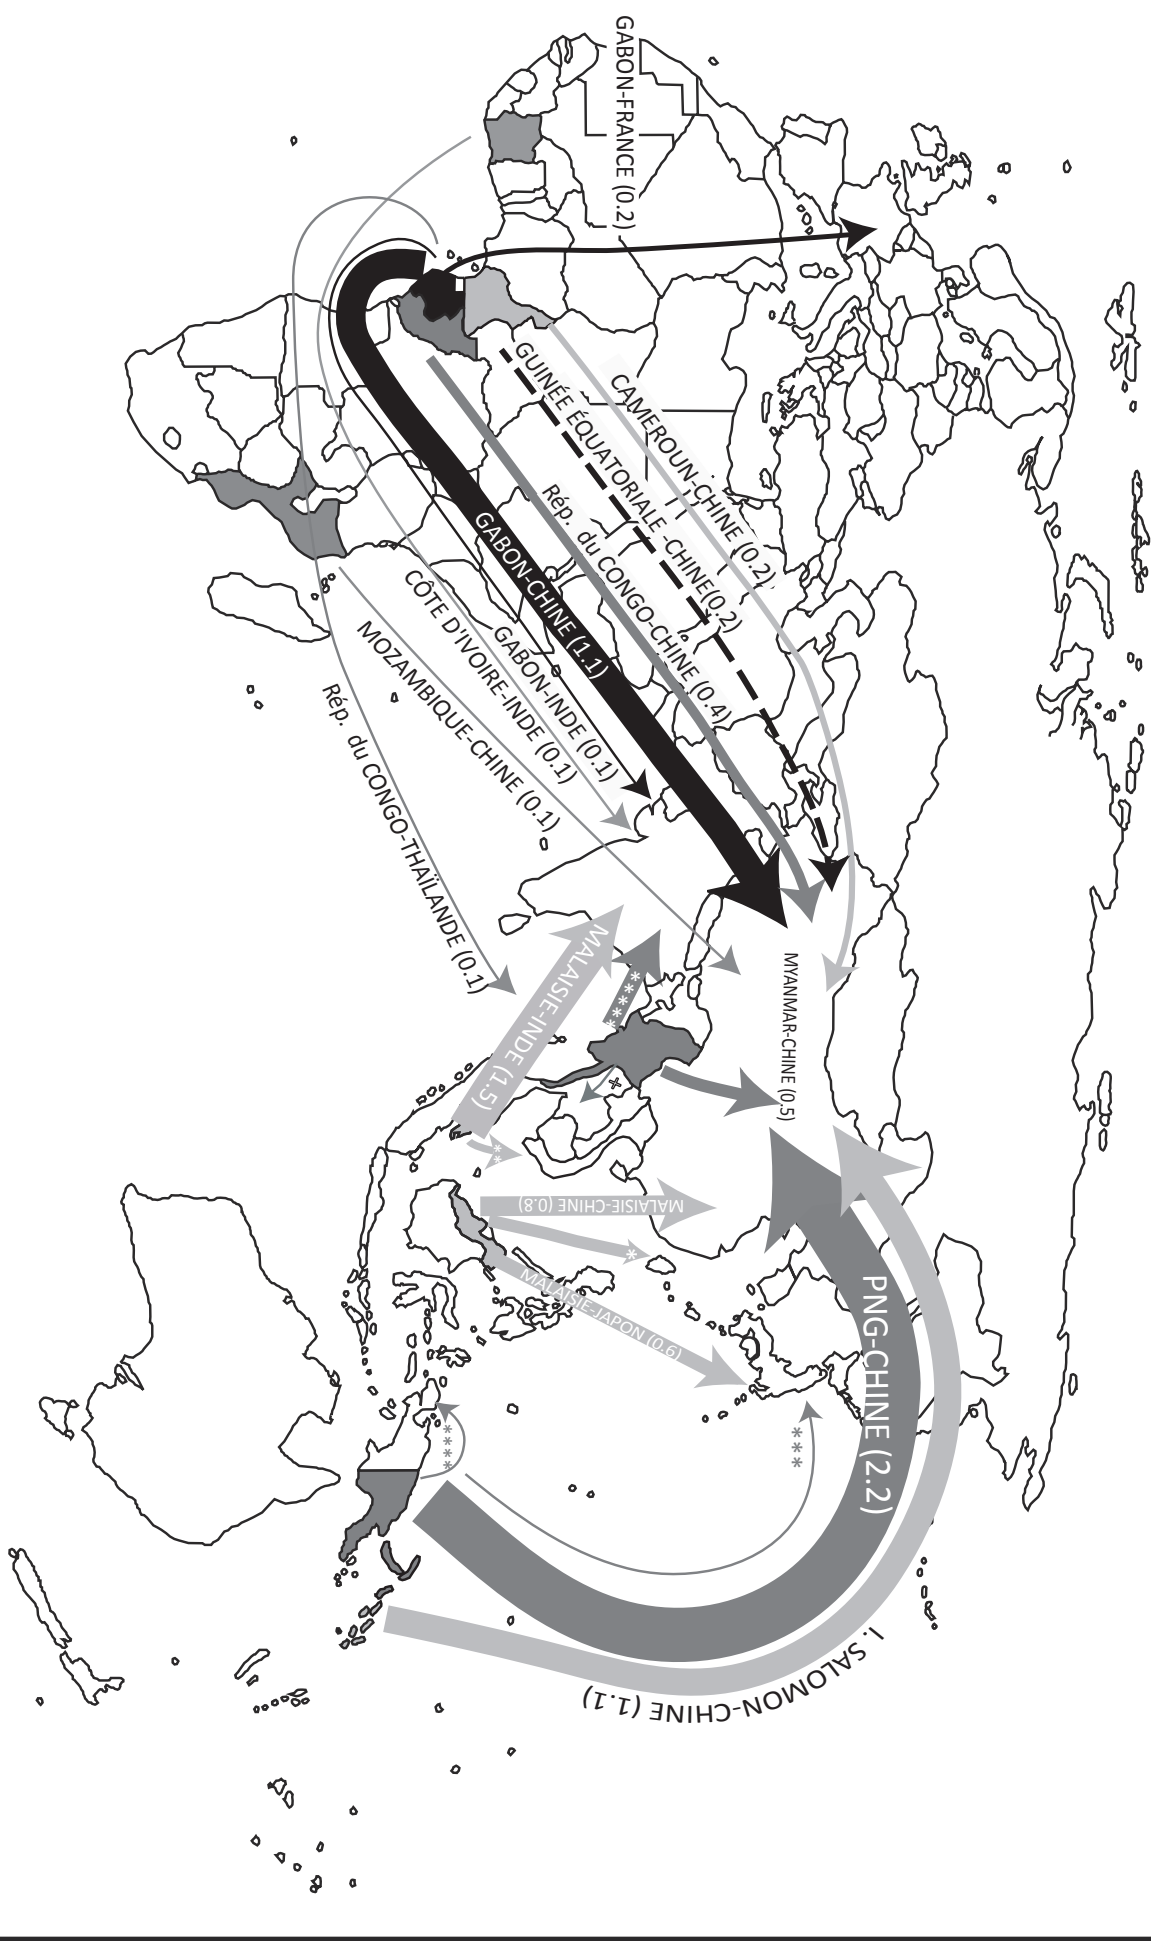 GABON-FRANCE (0.2)
CAMEROUN-CHINE (0.2)
GUINÉE ÉQUATORIALE -CHINE(0.2)
Rép. du CONGO-CHINE (0.4)
GABON-CHINE (1.1)
GABON-INDE (0.1)
CÔTE D'IVOIRE-INDE (0.1)
MOZAMBIQUE-CHINE (0.1)
Rép. du CONGO-THAÏLANDE (0.1)
MYANMAR-CHINE (0.5)
*****
+
MALAISIE-INDE (1.5)
**
MALAISIE-CHINE (0.8)
*
MALAISIE-JAPON (0.6)
***
****
PNG-CHINE (2.2)
I. SALOMON-CHINE (1.1)